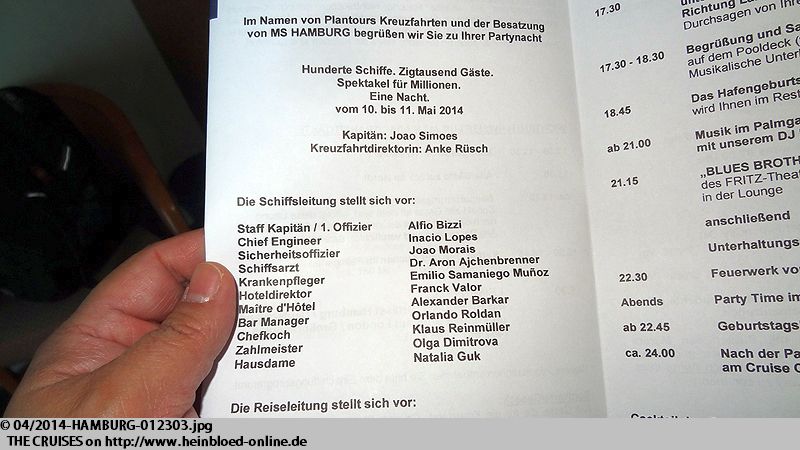 Im Namen von Plantours Kreuzfahrten und der Besatzung
von MS HAMBURG begrüßen wir Sie zu Ihrer Partynacht
Hunderte Schiffe. Zigtausend Gäste.
Spektakel für Millionen.
Eine Nacht.
vom 10. bis 11. Mai 2014
Kapitän: Joao Simoes
Kreuzfahrtdirektorin: Anke Rüsch
Die Schiffsleitung stellt sich vor:
Staff Kapitän / 1. Offizier Alfio Bizzi
Chief Engineer Inacio Lopes
Sicherheitsoffizier Joao Morais
Schiffsarzt Dr. Aron Ajchenbrenner
Krankenpfleger Emilio Samaniego Muñoz
Hoteldirektor Franck Valor
Maître d'Hôtel Alexander Barkar
Bar Manager Orlando Roldan
Chefkoch Klaus Reinmüller
Zahlmeister Olga Dimitrova
Hausdame Natalia Guk
Die Reiseleitung stellt sich vor:
17.30
Richtung
Durchsagen von
17.30 - 18.30 Begrüßung und
auf dem Pooldeck
Musikalische
18.45 Das Hafengeburts
wird Ihnen im Rest
ab 21.00 Musik im Palmga
mit unserem DJ
21.15 „BLUES BROTH
des FRITZ-Thea
in der Lounge
anschließend
Unterhaltungs
22.30 Feuerwerk vo
Abends Party Time im
ab 22.45 Geburtstags
ca. 24.00 Nach der Pa
am Cruise C
© 04/2014-HAMBURG-012303.jpg
THE CRUISES on http://www.heinbloed-online.de